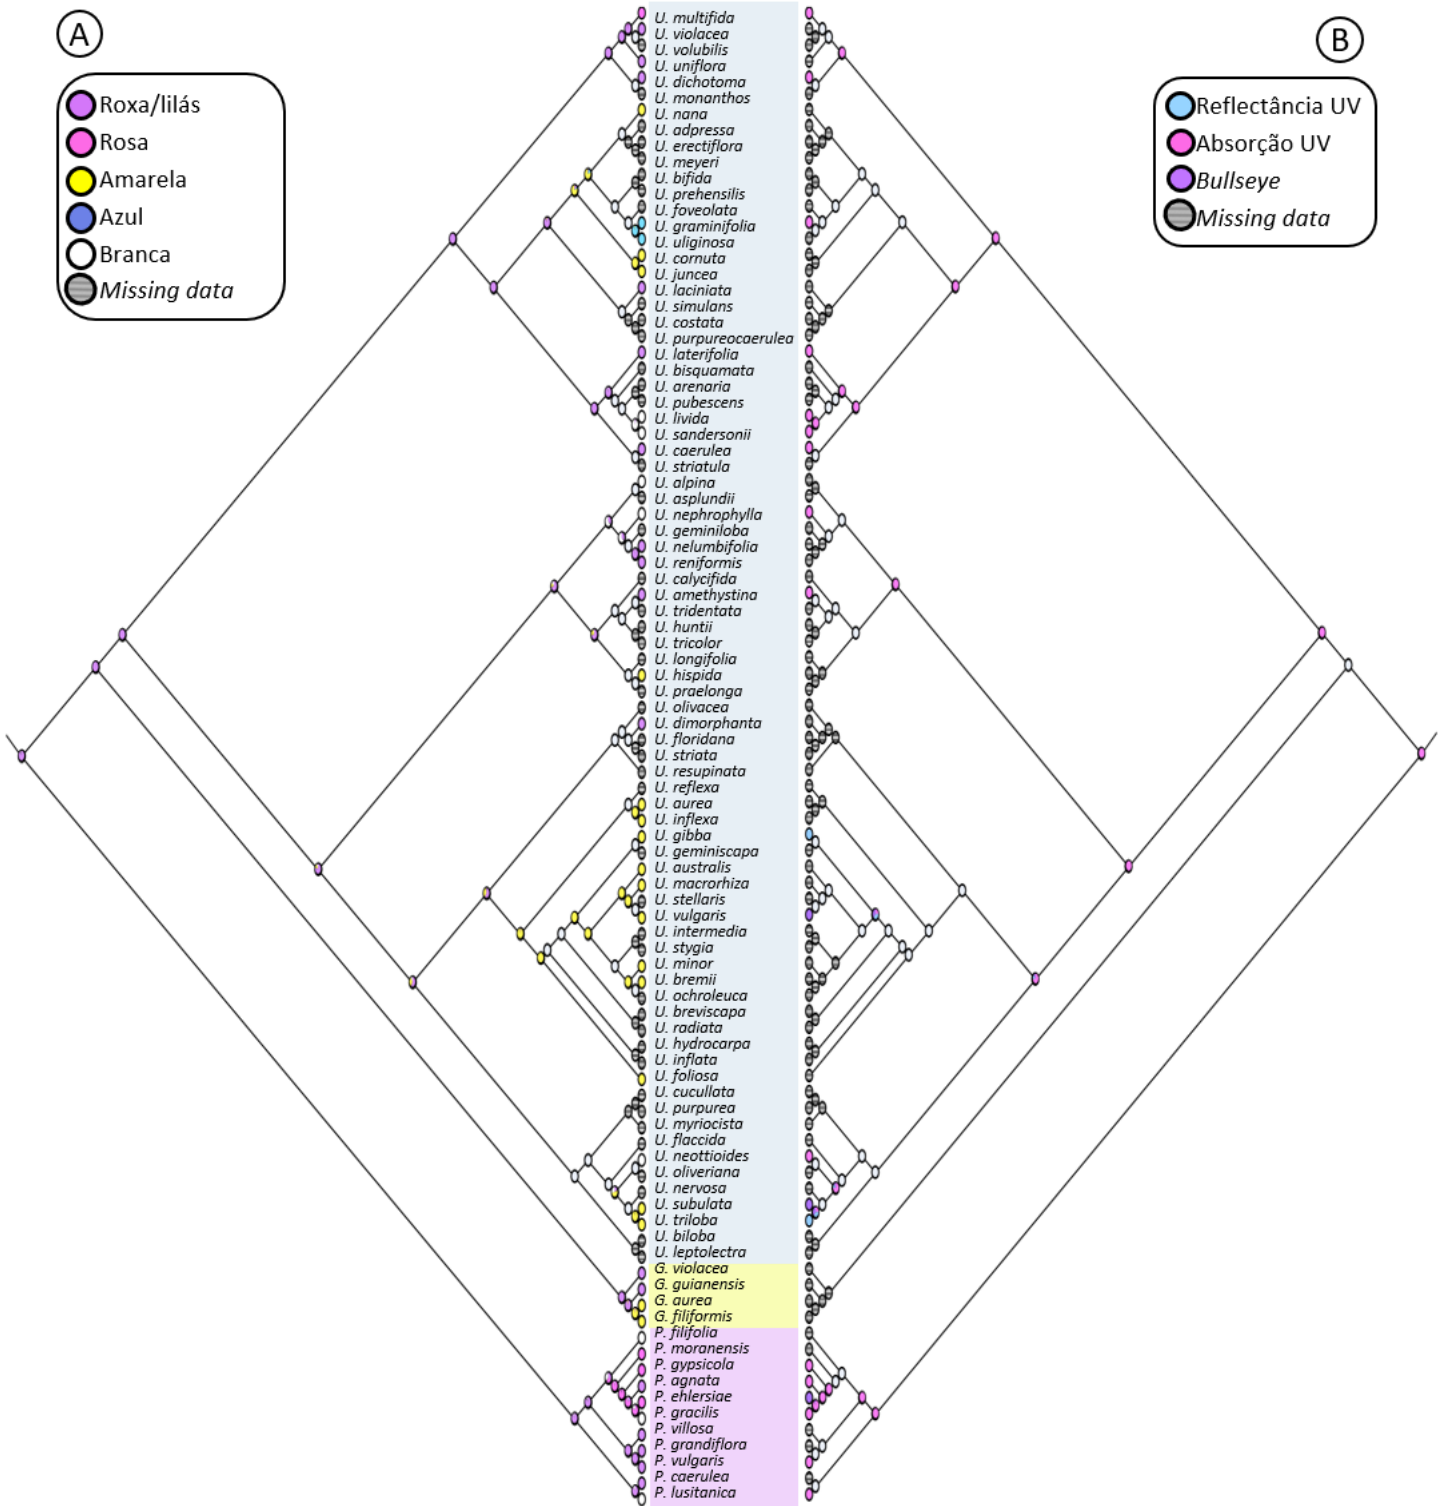 A
Roxa/lilás
Rosa
Amarela
Azul
Branca
Missing data
U. multifida
U. violacea
U. volubilis
U. uniflora
U. dichotoma
U. monanthos
U. nana
U. adpressa
U. erectiflora
U. meyeri
U. bifida
U. prehensilis
U. foveolata
U. graminifolia
U. uliginosa
U. cornuta
U. juncea
U. laciniata
U. simulans
U. costata
U. purpureocaerulea
U. laterifolia
U. bisquamata
U. arenaria
U. pubescens
U. livida
U. sandersonii
U. caerulea
U. striatula
U. alpina
U. asplundii
U. nephrophylla
U. geminiloba
U. nelumbifolia
U. reniformis
U. calycifida
U. amethystina
U. tridentata
U. huntii
U. tricolor
U. longifolia
U. hispida
U. praelonga
U. olivacea
U. dimorphanta
U. floridana
U. striata
U. resupinata
U. reflexa
U. aurea
U. inflexa
U. gibba
U. geminiscapa
U. australis
U. macrorhiza
U. stellaris
U. vulgaris
U. intermedia
U. stygia
U. minor
U. bremii
U. ochroleuca
U. breviscapa
U. radiata
U. hydrocarpa
U. inflata
U. foliosa
U. cucullata
U. purpurea
U. myriocista
U. flaccida
U. neottioides
U. oliveriana
U. nervosa
U. subulata
U. triloba
U. biloba
U. leptolectra
G. violacea
G. guianensis
G. aurea
G. filiformis
P. filifolia
P. moranensis
P. gypsicola
P. agnata
P. ehlersiae
P. gracilis
P. villosa
P. grandiflora
P. vulgaris
P. caerulea
P. lusitanica
B
Reflectância UV
Absorção UV
Bullseye
Missing data